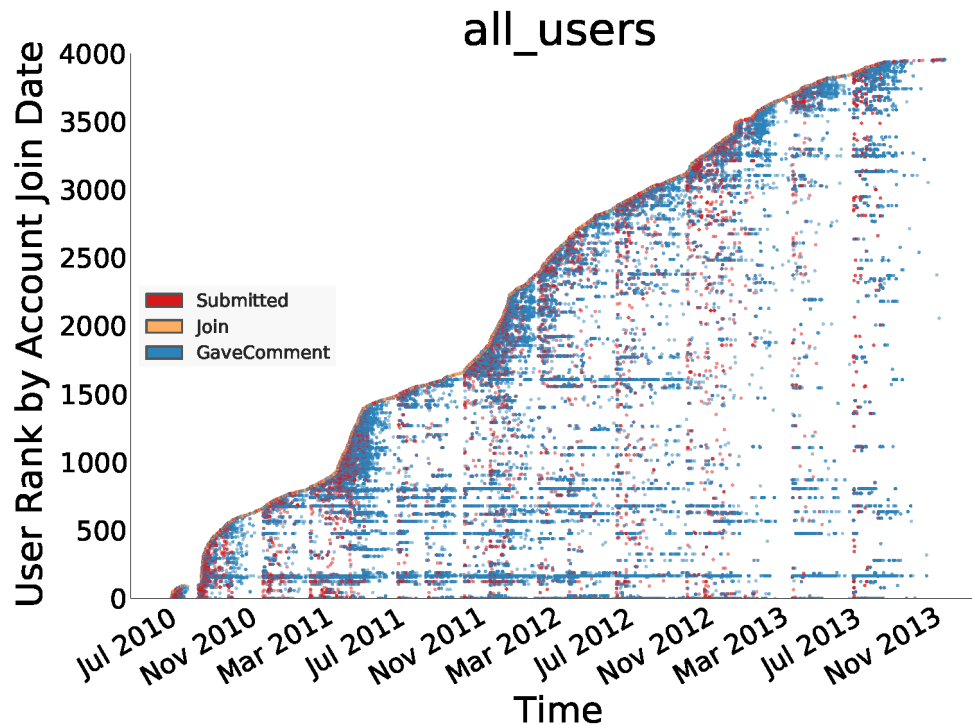 all_users
User Rank by Account Join Date
4000
3500
3000
2500
2000
1500
1000
500
0
Submitted
Join
GaveComment
Jul 2010
Nov 2010
Mar 2011
Jul 2011
Nov 2011
Mar 2012
Jul 2012
Nov 2012
Mar 2013
Jul 2013
Nov 2013
Time